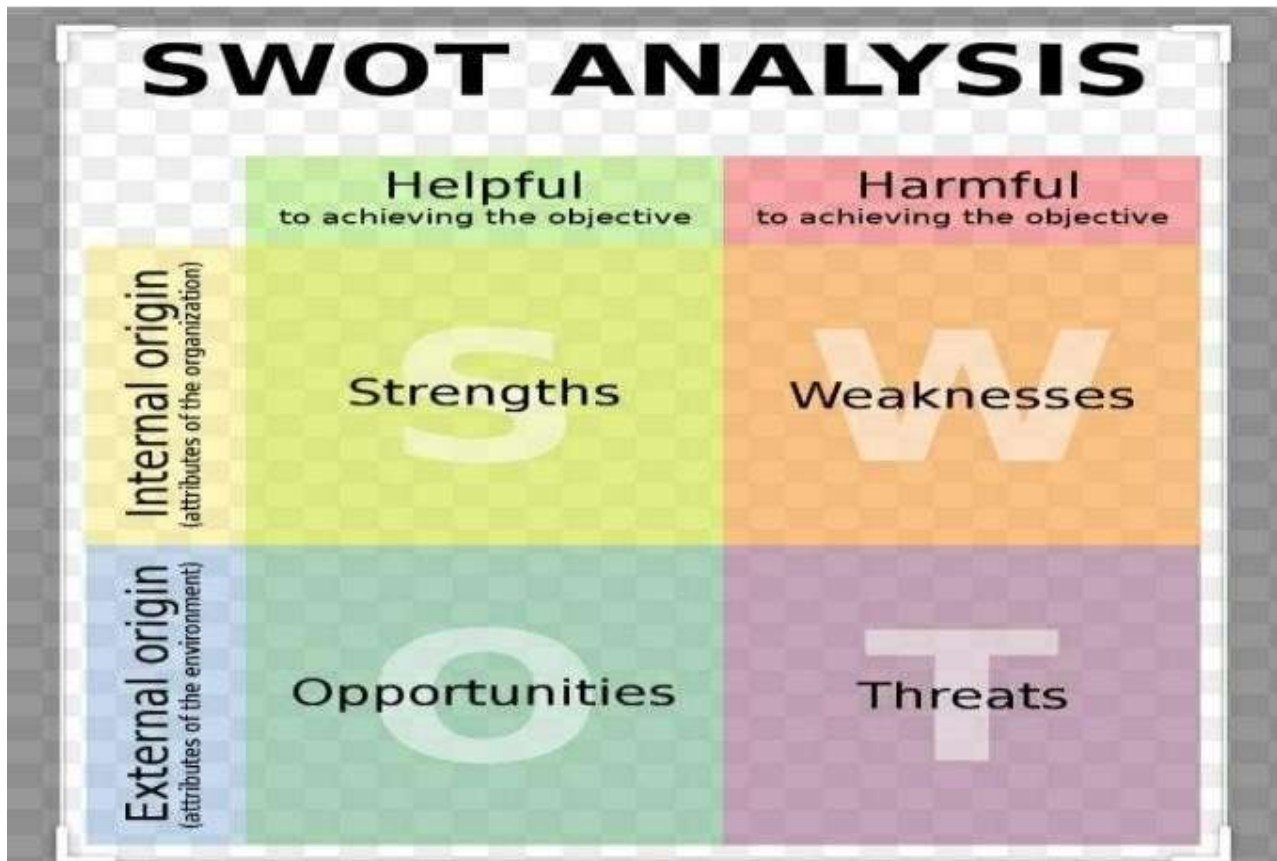 SWOT ANALYSIS
Helpful
to achieving the objective
Harmful
to achieving the objective
Internal origin
(attributes of the organization)
S
Strengths
W
Weaknesses
External origin
(attributes of the environment)
O
Opportunities
T
Threats